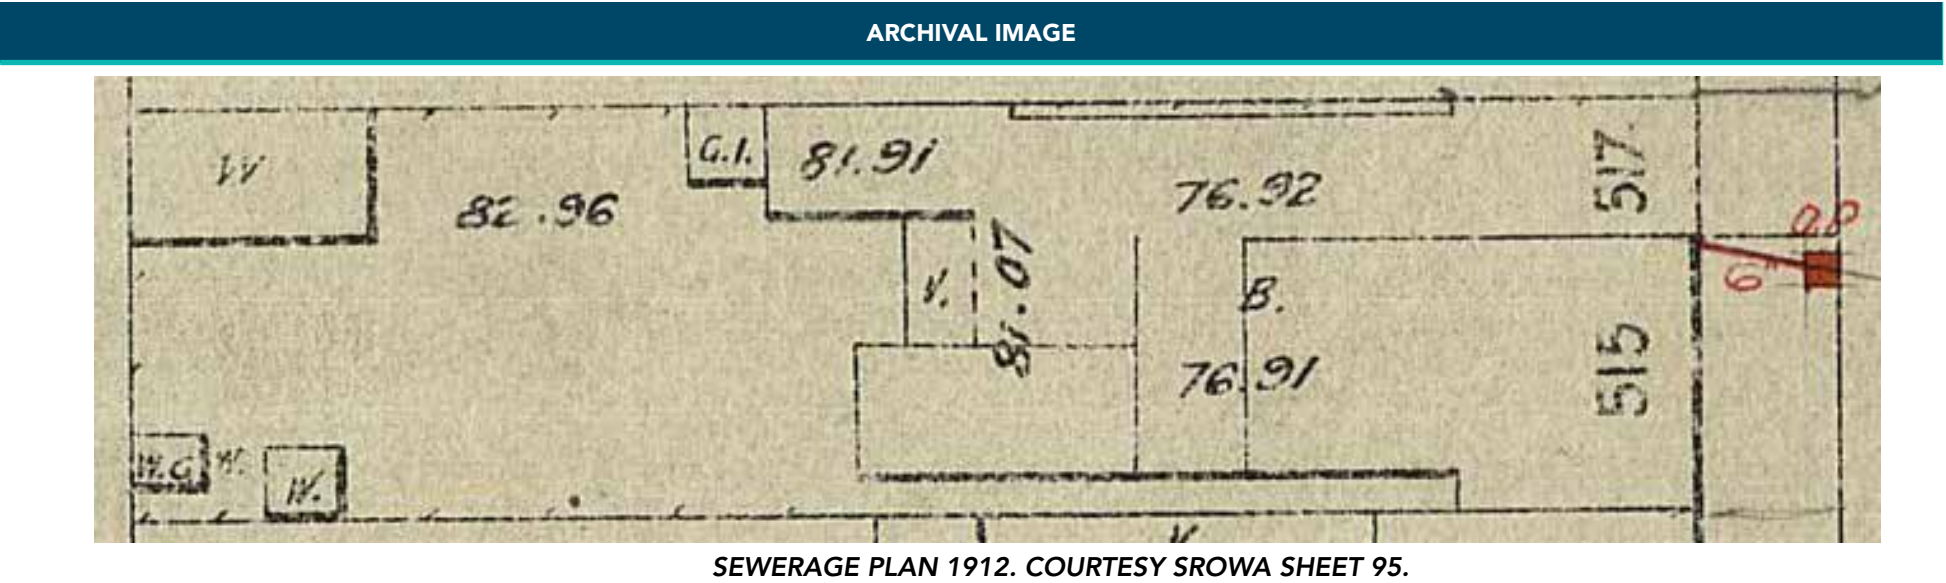 ARCHIVAL IMAGE
W
G.I.
81.91
82.96
76.92
517.
V.
81.07
B.
6"
76.91
515
W.C
W.
W.
V
SEWERAGE PLAN 1912. COURTESY SROWA SHEET 95.